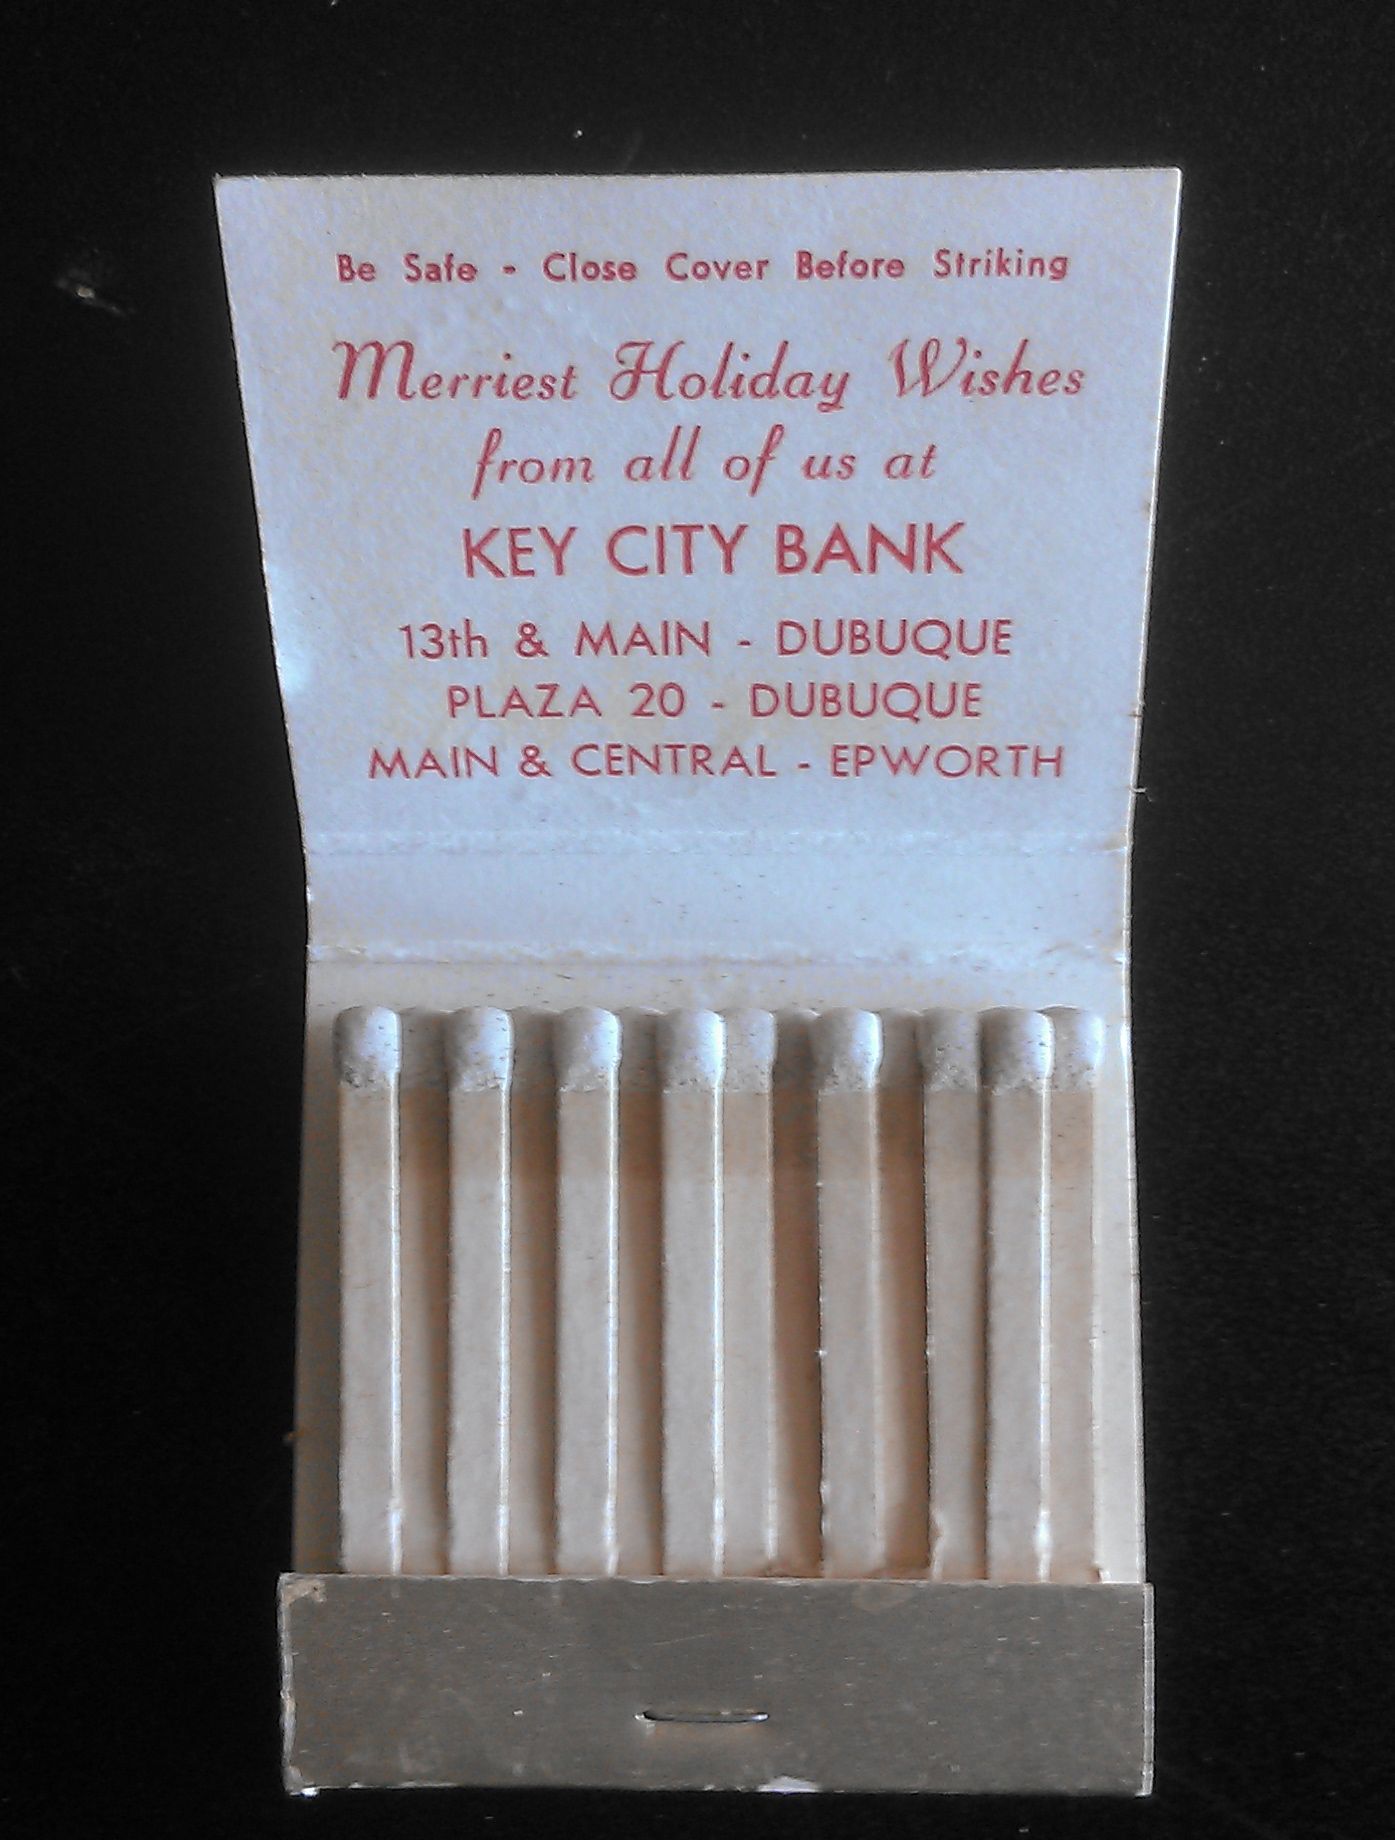 Be Safe - Close Cover Before Striking
Merriest Holiday Wishes
from all of us at
KEY CITY BANK
13th & MAIN - DUBUQUE
PLAZA 20 - DUBUQUE
MAIN & CENTRAL - EPWORTH